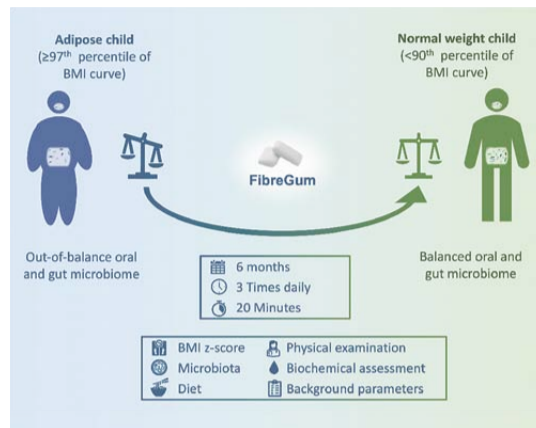 Adipose child
(≥97th percentile of
BMI curve)
Normal weight child
(<90th percentile of
BMI curve)
FibreGum
Out-of-balance oral
and gut microbiome
Balanced oral and
gut microbiome
6 months
3 Times daily
20 Minutes
BMI z-score
Physical examination
Microbiota
Biochemical assessment
Diet
Background parameters